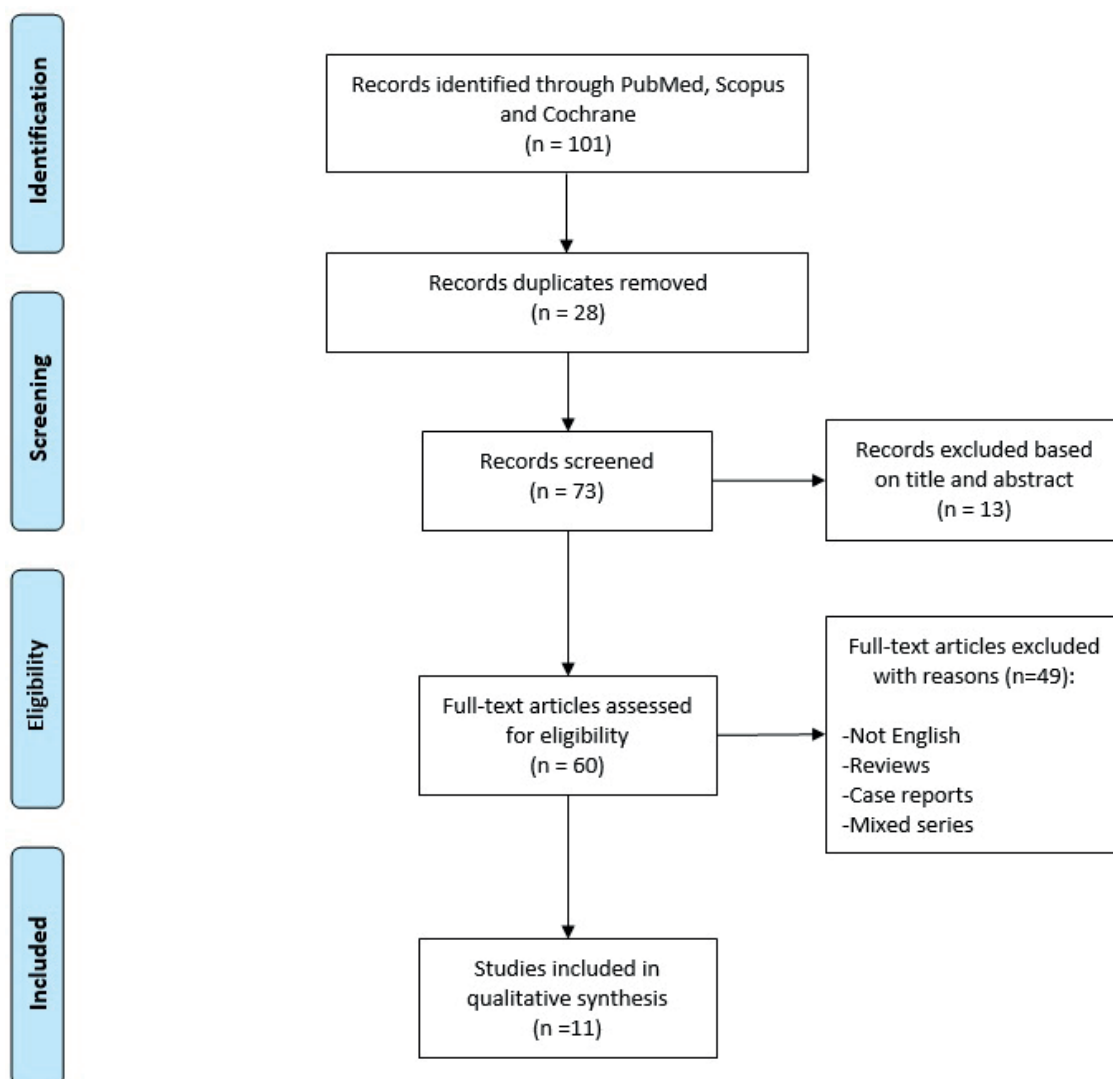 Identification
Records identified through PubMed, Scopus
and Cochrane
(n = 101)
Records duplicates removed
(n = 28)
Screening
Records screened
(n = 73)
Records excluded based
on title and abstract
(n = 13)
Eligibility
Full-text articles assessed
for eligibility
(n = 60)
Full-text articles excluded
with reasons (n=49):
-Not English
-Reviews
-Case reports
-Mixed series
Included
Studies included in
qualitative synthesis
(n =11)